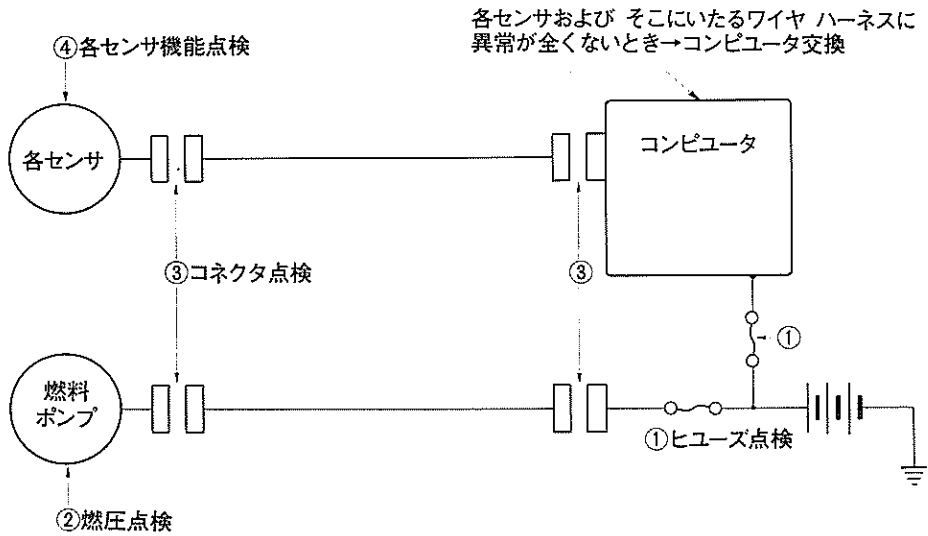 各センサおよび そこにいたるワイヤ ハーネスに
異常が全くないとき→コンピユータ交換
④各センサ機能点検
各センサ
コンピユータ
③コネクタ点検
③
①
燃料
ポンプ
①ヒユーズ点検
②燃圧点検